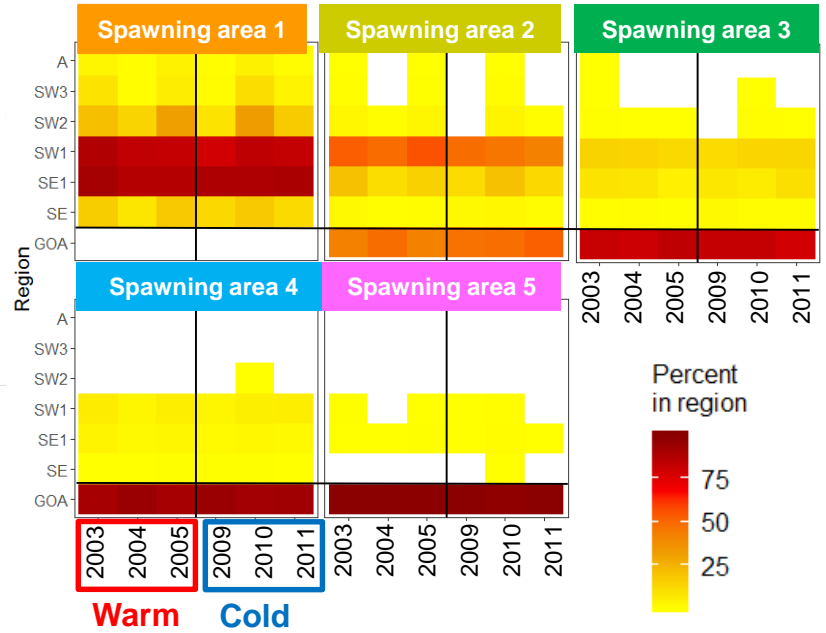 Spawning area 1
Spawning area 2
Spawning area 3
A
SW3
SW2
SW1
SE1
SE
GOA
Region
2003
2004
2005
2009
2010
2011
Spawning area 4
Spawning area 5
A
SW3
SW2
SW1
SE1
SE
GOA
2003
2004
2005
2009
2010
2011
2003
2004
2005
2009
2010
2011
Warm
Cold
Percent
in region
75
50
25